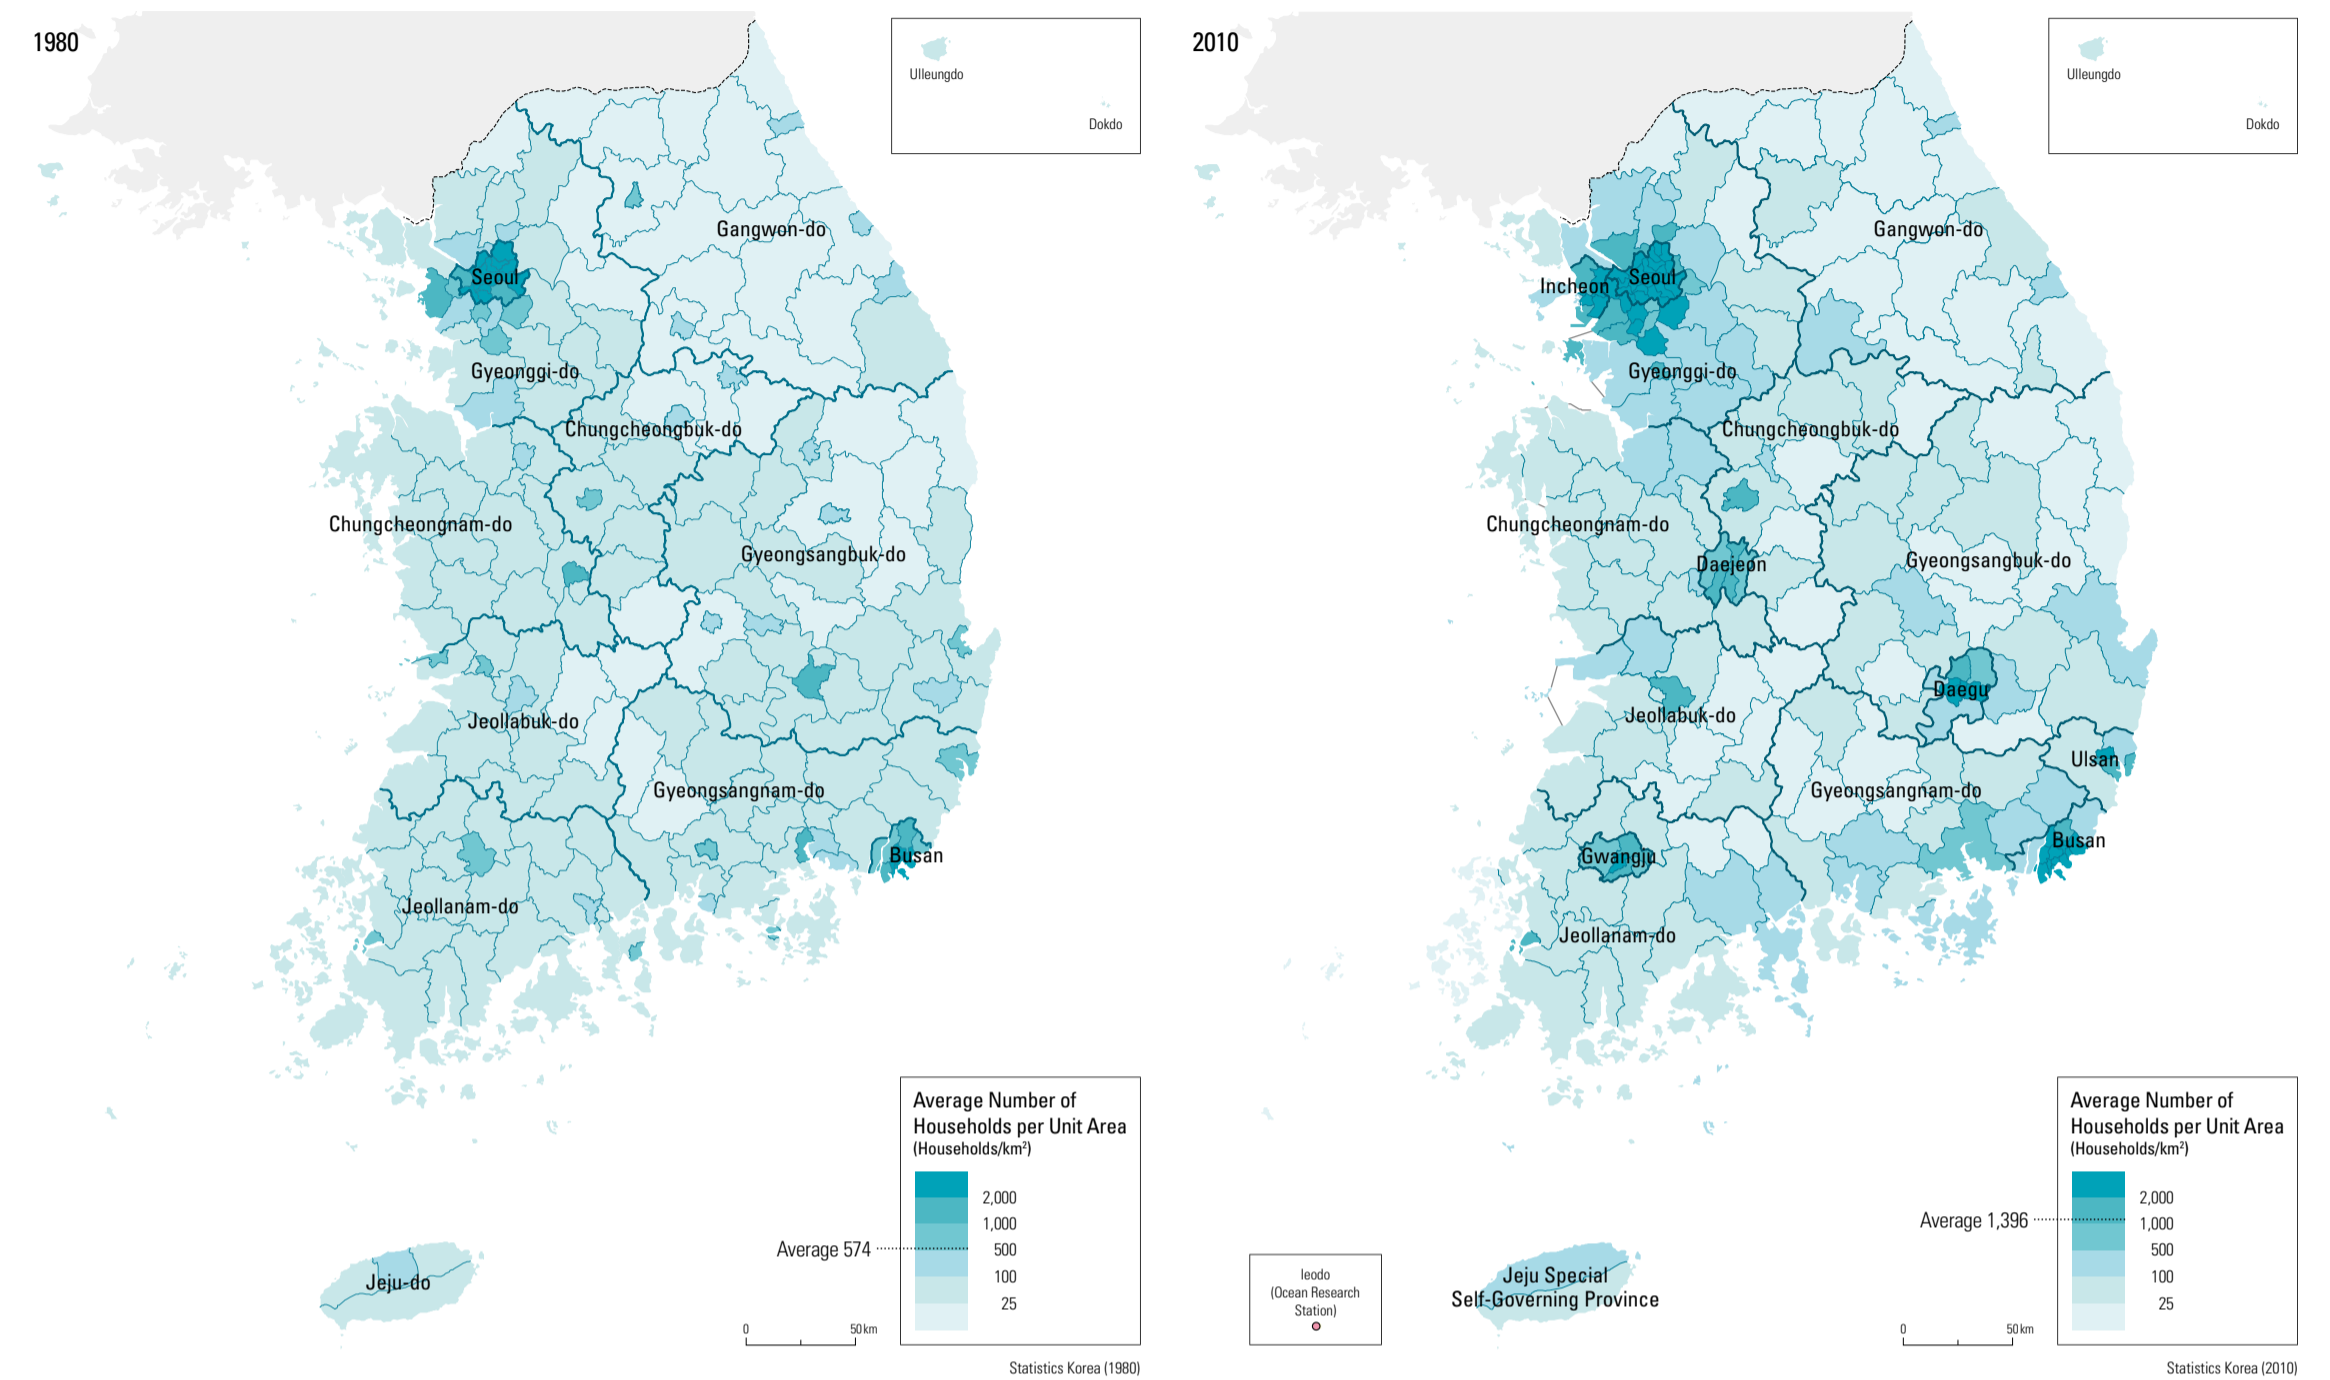 1980
Ulleungdo
Dokdo
Gangwon-do
Seoul
Gyeonggi-do
Chungcheongbuk-do
Chungcheongnam-do
Gyeongsangbuk-do
Jeollabuk-do
Gyeongsangnam-do
Busan
Jeollanam-do
Jeju-do
Average Number of
Households per Unit Area
(Households/km²)
2,000
1,000
500
100
25
Average 574
0 50km
Statistics Korea (1980)
2010
Ulleungdo
Dokdo
Gangwon-do
Seoul
Incheon
Gyeonggi-do
Chungcheongbuk-do
Chungcheongnam-do
Daejeon
Gyeongsangbuk-do
Daegu
Jeollabuk-do
Ulsan
Gyeongsangnam-do
Busan
Gwangju
Jeollanam-do
Jeju Special
Self-Governing Province
Ieodo
(Ocean Research
Station)
Average Number of
Households per Unit Area
(Households/km²)
2,000
1,000
500
100
25
Average 1,396
0 50km
Statistics Korea (2010)